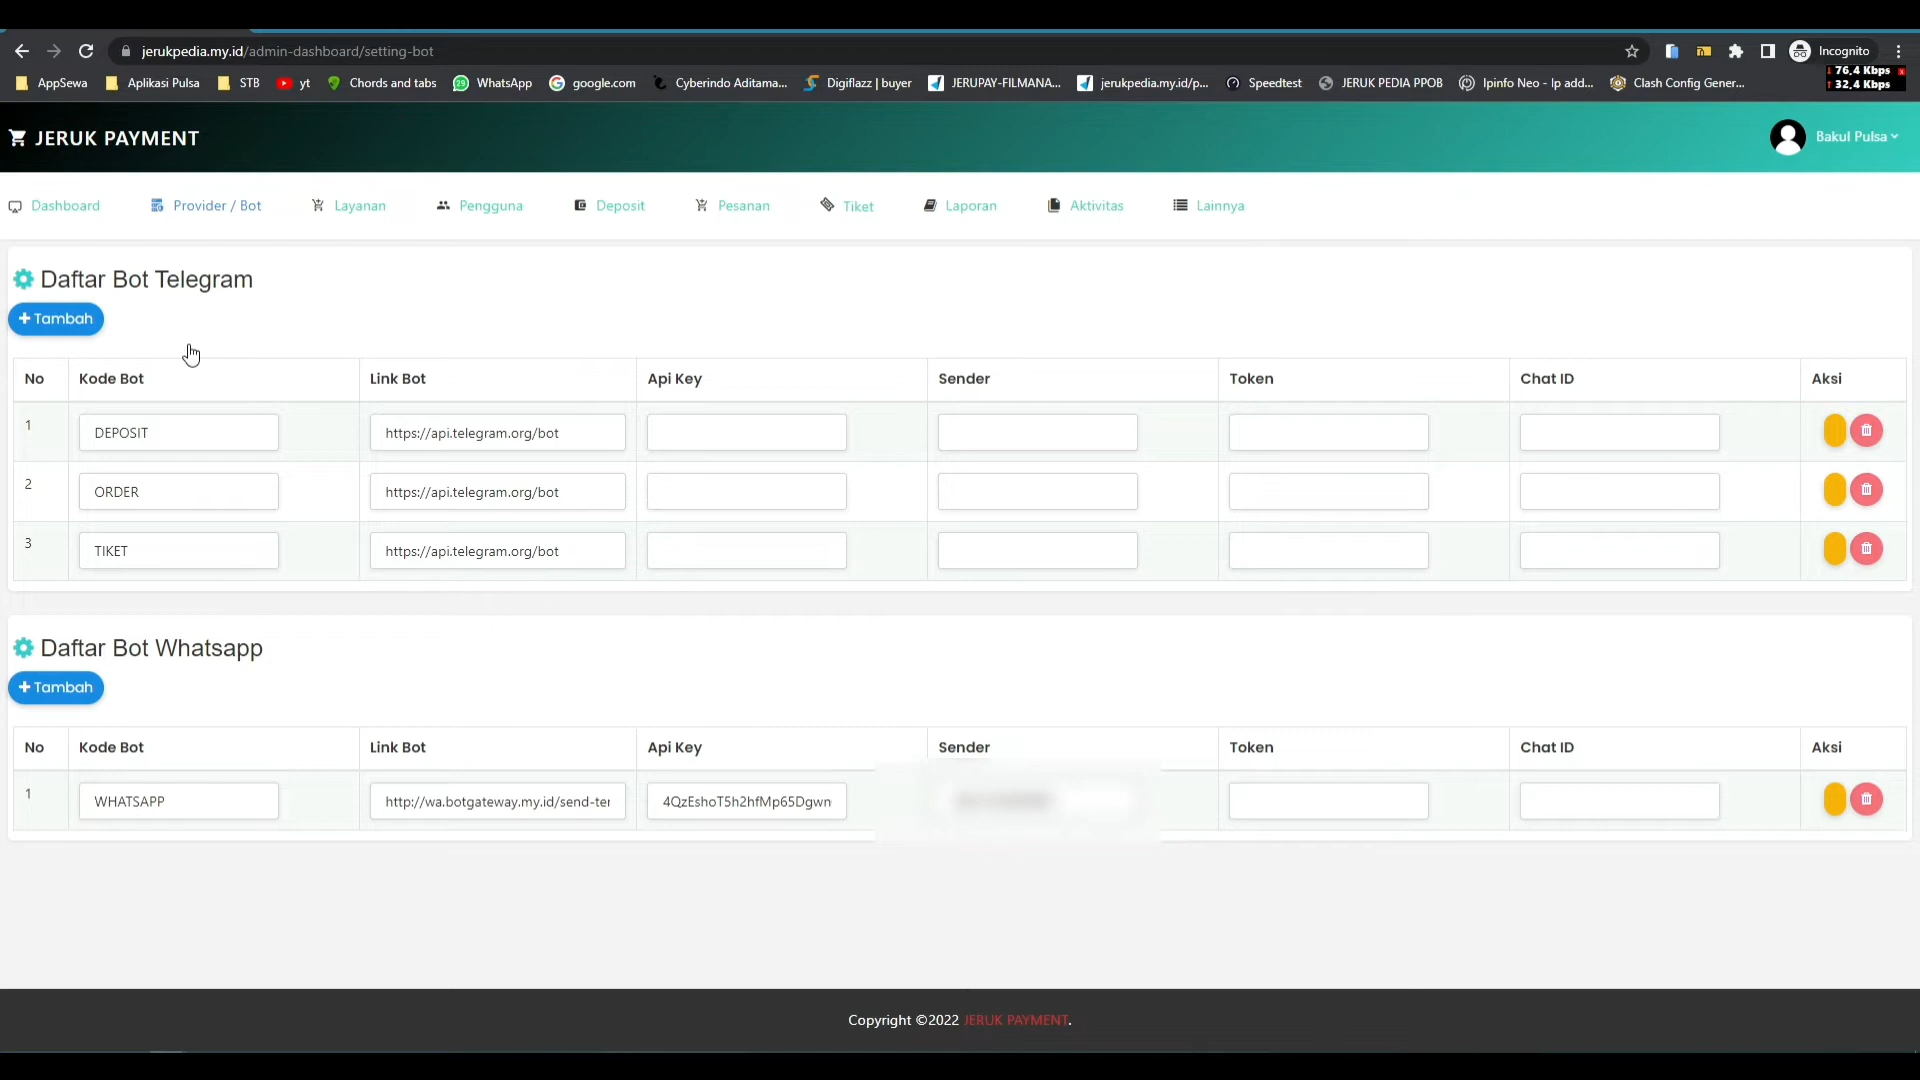 jerukpedia.my.id/admin-dashboard/setting-bot
Incognito
AppSewa
Aplikasi Pulsa
STB
yt
Chords and tabs
WhatsApp
google.com
Cyberindo Aditama...
Digiflazz | buyer
JERUPAY-FILMANA...
jerukpedia.my.id/p...
Speedtest
JERUK PEDIA PPOB
Ipinfo Neo - Ip add...
Clash Config Gener...
76,4 Kbps
32,4 Kbps
JERUK PAYMENT
Bakul Pulsa
Dashboard
Provider / Bot
Layanan
Pengguna
Deposit
Pesanan
Tiket
Laporan
Aktivitas
Lainnya
Daftar Bot Telegram
+ Tambah
No Kode Bot Link Bot Api Key Sender Token Chat ID Aksi
1 DEPOSIT https://api.telegram.org/bot
2 ORDER https://api.telegram.org/bot
3 TIKET https://api.telegram.org/bot
Daftar Bot Whatsapp
+ Tambah
No Kode Bot Link Bot Api Key Sender Token Chat ID Aksi
1 WHATSAPP http://wa.botgateway.my.id/send-ter 4QzEshoT5h2hfMp65Dgwn
Copyright ©2022 JERUK PAYMENT.